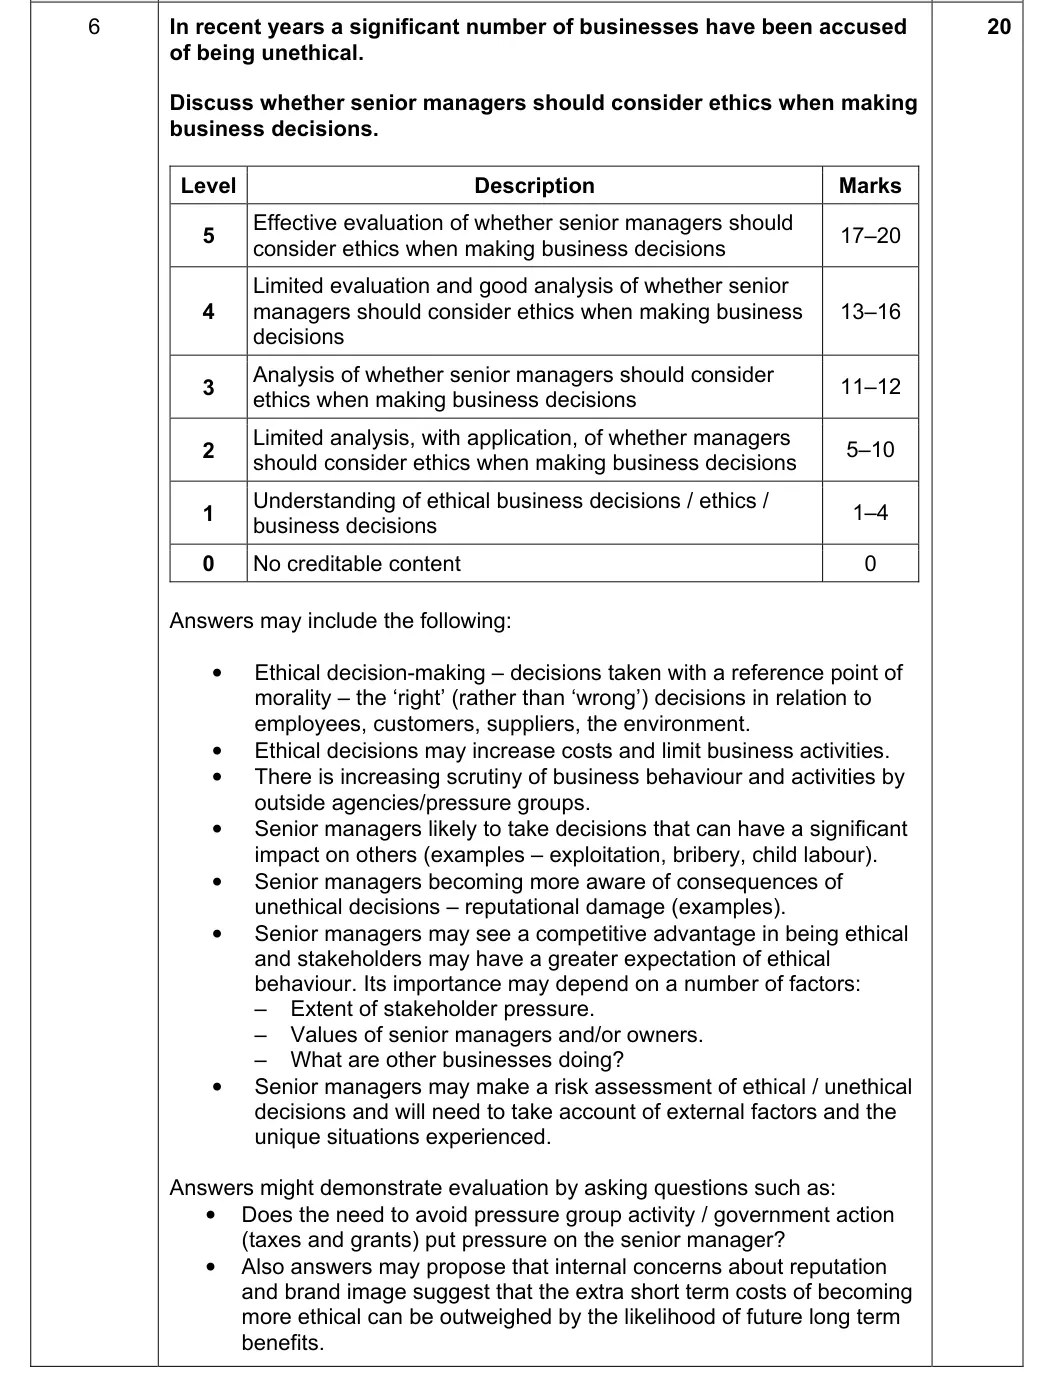 6 In recent years a significant number of businesses have been accused 20
of being unethical.
Discuss whether senior managers should consider ethics when making
business decisions.
Level Description Marks
5 Effective evaluation of whether senior managers should
consider ethics when making business decisions 17–20
4 Limited evaluation and good analysis of whether senior
managers should consider ethics when making business
decisions 13–16
3 Analysis of whether senior managers should consider
ethics when making business decisions 11–12
2 Limited analysis, with application, of whether managers
should consider ethics when making business decisions 5–10
1 Understanding of ethical business decisions / ethics /
business decisions 1–4
0 No creditable content 0
Answers may include the following:
• Ethical decision-making – decisions taken with a reference point of
morality – the ‘right’ (rather than ‘wrong’) decisions in relation to
employees, customers, suppliers, the environment.
• Ethical decisions may increase costs and limit business activities.
• There is increasing scrutiny of business behaviour and activities by
outside agencies/pressure groups.
• Senior managers likely to take decisions that can have a significant
impact on others (examples – exploitation, bribery, child labour).
• Senior managers becoming more aware of consequences of
unethical decisions – reputational damage (examples).
• Senior managers may see a competitive advantage in being ethical
and stakeholders may have a greater expectation of ethical
behaviour. Its importance may depend on a number of factors:
– Extent of stakeholder pressure.
– Values of senior managers and/or owners.
– What are other businesses doing?
• Senior managers may make a risk assessment of ethical / unethical
decisions and will need to take account of external factors and the
unique situations experienced.
Answers might demonstrate evaluation by asking questions such as:
• Does the need to avoid pressure group activity / government action
(taxes and grants) put pressure on the senior manager?
• Also answers may propose that internal concerns about reputation
and brand image suggest that the extra short term costs of becoming
more ethical can be outweighed by the likelihood of future long term
benefits.